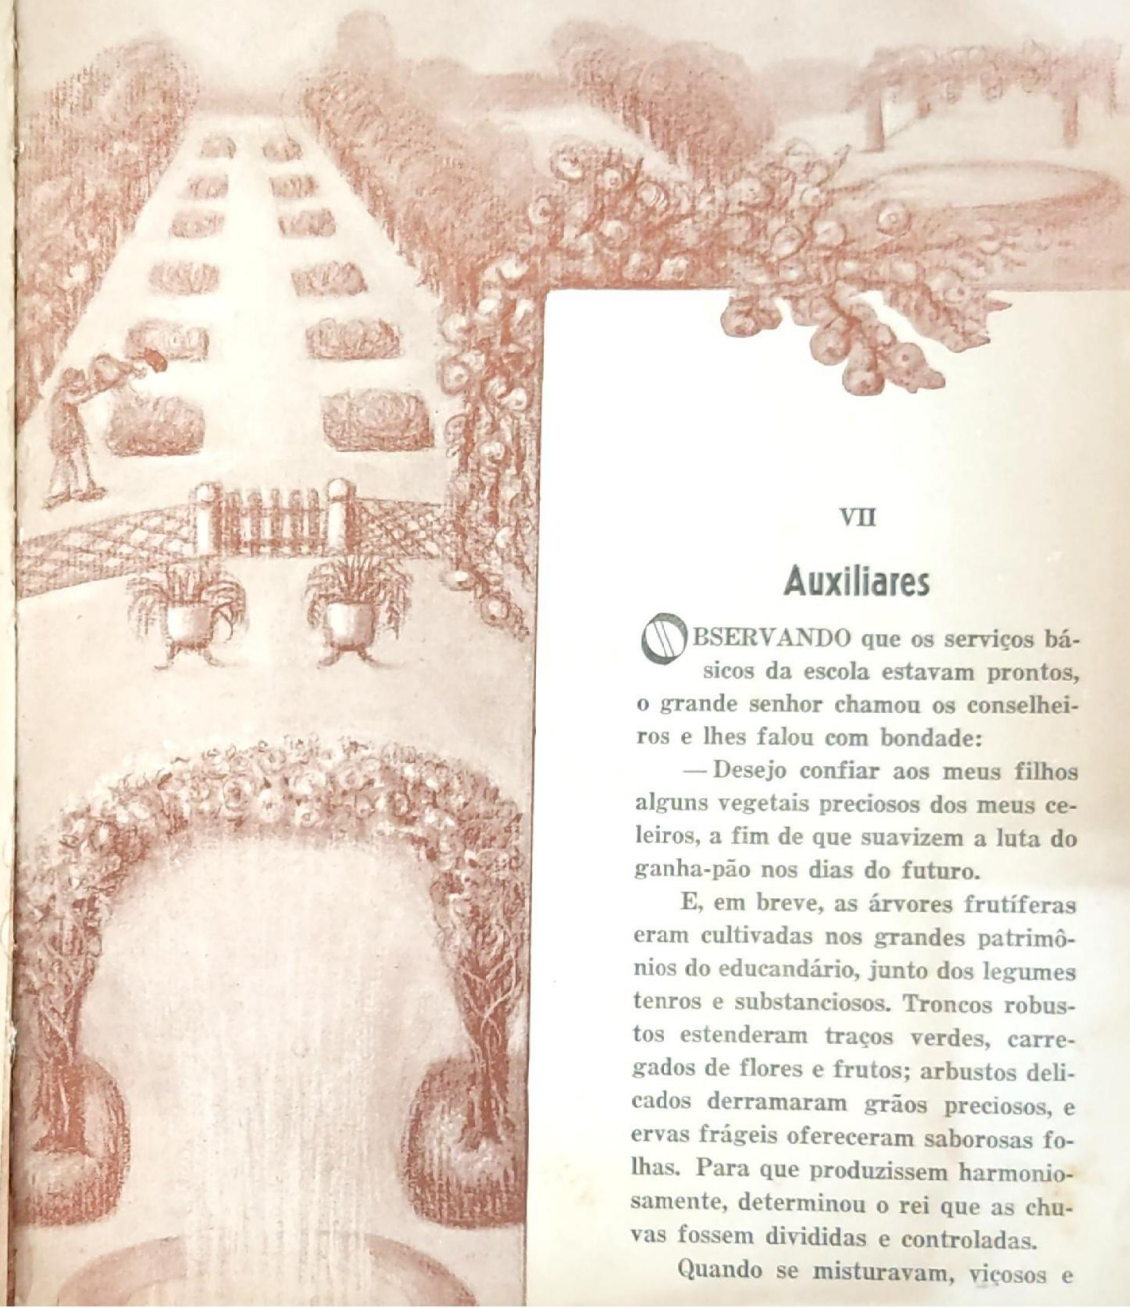 VII
Auxiliares
OBSERVANDO que os serviços bá-
sicos da escola estavam prontos,
o grande senhor chamou os conselhei-
ros e lhes falou com bondade:
— Desejo confiar aos meus filhos
alguns vegetais preciosos dos meus ce-
leiros, a fim de que suavizem a luta do
ganha-pão nos dias do futuro.
E, em breve, as árvores frutíferas
eram cultivadas nos grandes patrimô-
nios do educandário, junto dos legumes
tenros e substanciosos. Troncos robus-
tos estenderam traços verdes, carre-
gados de flores e frutos; arbustos deli-
cados derramaram grãos preciosos, e
ervas frágeis ofereceram saborosas fo-
lhas. Para que produzissem harmonio-
samente, determinou o rei que as chu-
vas fossem divididas e controladas.
Quando se misturavam, viçosos e